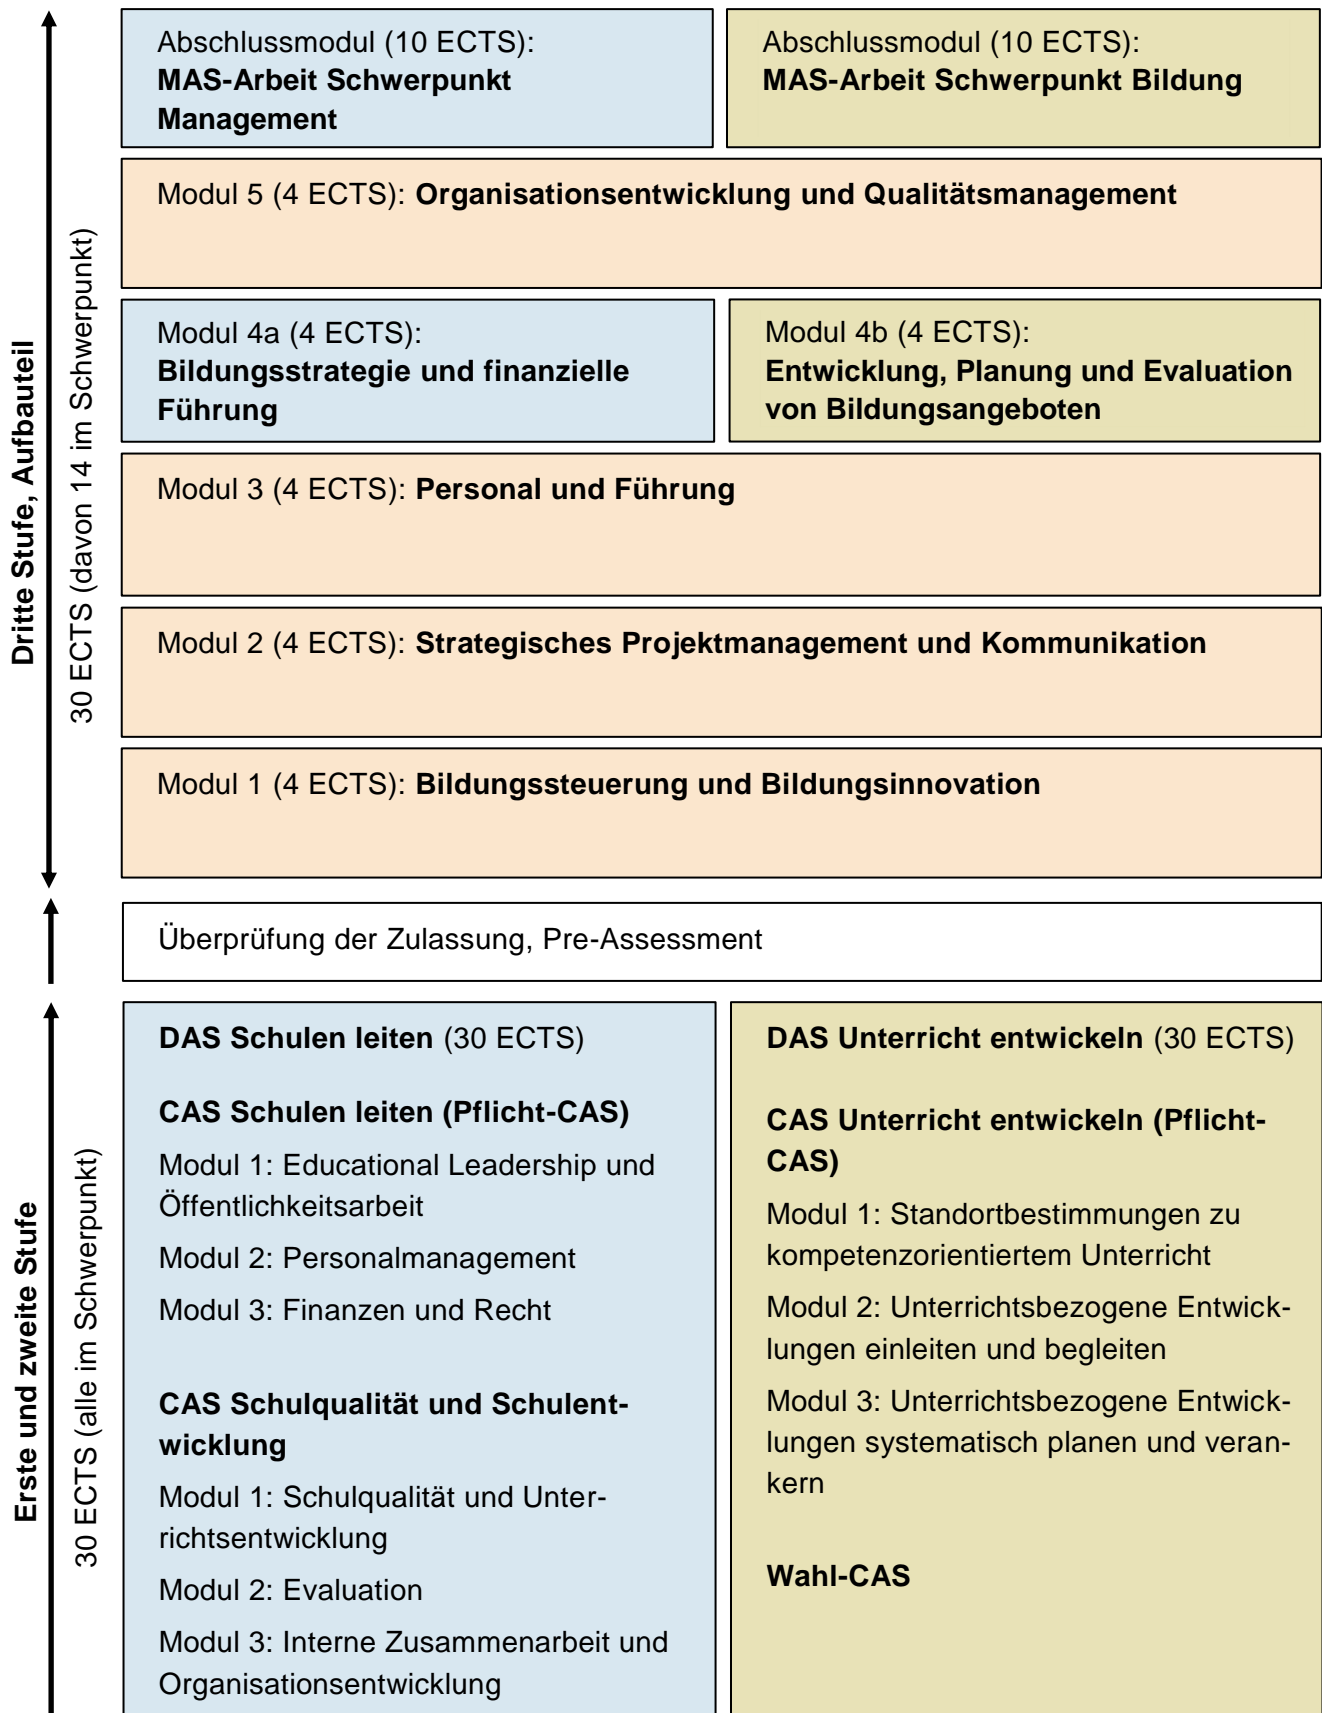 Abschlussmodul (10 ECTS):
MAS-Arbeit Schwerpunkt
Management
Abschlussmodul (10 ECTS):
MAS-Arbeit Schwerpunkt Bildung
Modul 5 (4 ECTS): Organisationsentwicklung und Qualitätsmanagement
Modul 4a (4 ECTS):
Bildungsstrategie und finanzielle
Führung
Modul 4b (4 ECTS):
Entwicklung, Planung und Evaluation
von Bildungsangeboten
Modul 3 (4 ECTS): Personal und Führung
Modul 2 (4 ECTS): Strategisches Projektmanagement und Kommunikation
Modul 1 (4 ECTS): Bildungssteuerung und Bildungsinnovation
Dritte Stufe, Aufbauteil
30 ECTS (davon 14 im Schwerpunkt)
Überprüfung der Zulassung, Pre-Assessment
Erste und zweite Stufe
30 ECTS (alle im Schwerpunkt)
DAS Schulen leiten (30 ECTS)
CAS Schulen leiten (Pflicht-CAS)
Modul 1: Educational Leadership und
Öffentlichkeitsarbeit
Modul 2: Personalmanagement
Modul 3: Finanzen und Recht
CAS Schulqualität und Schulent-
wicklung
Modul 1: Schulqualität und Unter-
richtsentwicklung
Modul 2: Evaluation
Modul 3: Interne Zusammenarbeit und
Organisationsentwicklung
DAS Unterricht entwickeln (30 ECTS)
CAS Unterricht entwickeln (Pflicht-
CAS)
Modul 1: Standortbestimmungen zu
kompetenzorientiertem Unterricht
Modul 2: Unterrichtsbezogene Entwick-
lungen einleiten und begleiten
Modul 3: Unterrichtsbezogene Entwick-
lungen systematisch planen und veran-
kern
Wahl-CAS